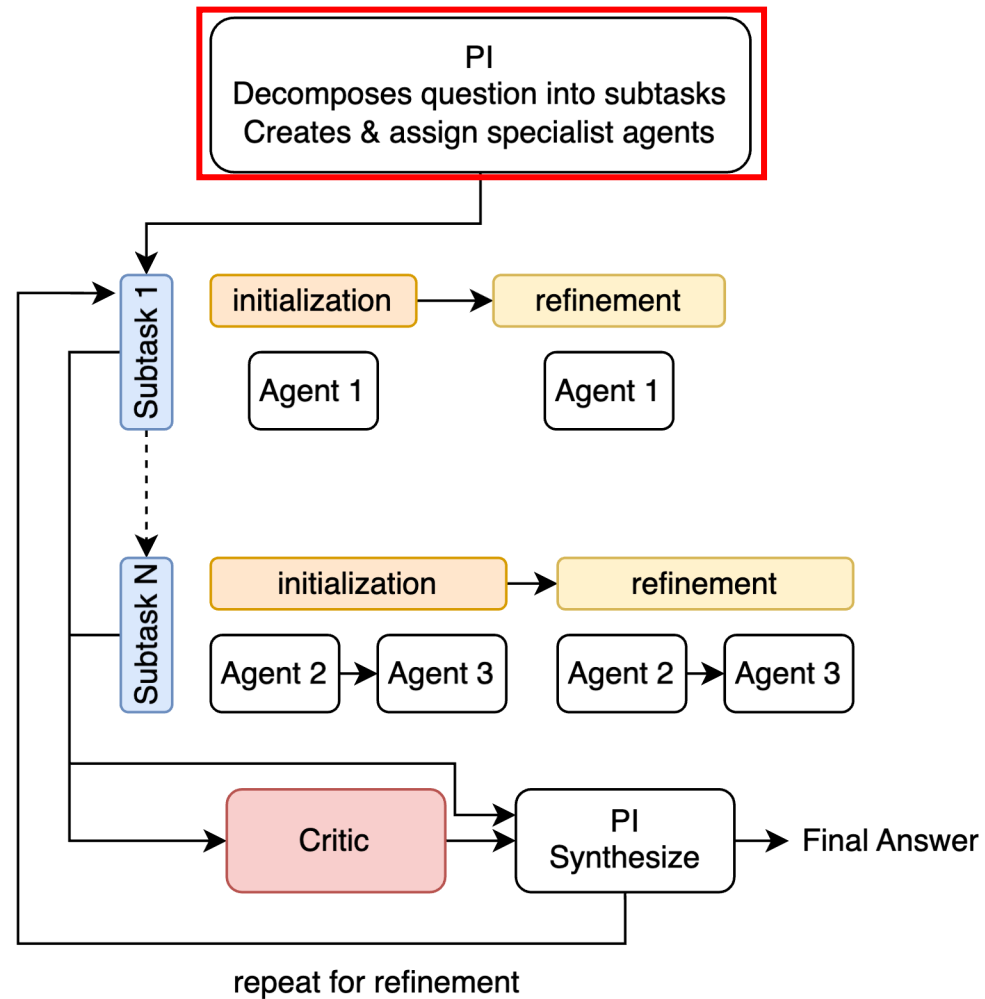 PI
Decomposes question into subtasks
Creates & assign specialist agents
Subtask 1
initialization
refinement
Agent 1
Agent 1
Subtask N
initialization
refinement
Agent 2
Agent 3
Agent 2
Agent 3
Critic
PI
Synthesize
Final Answer
repeat for refinement